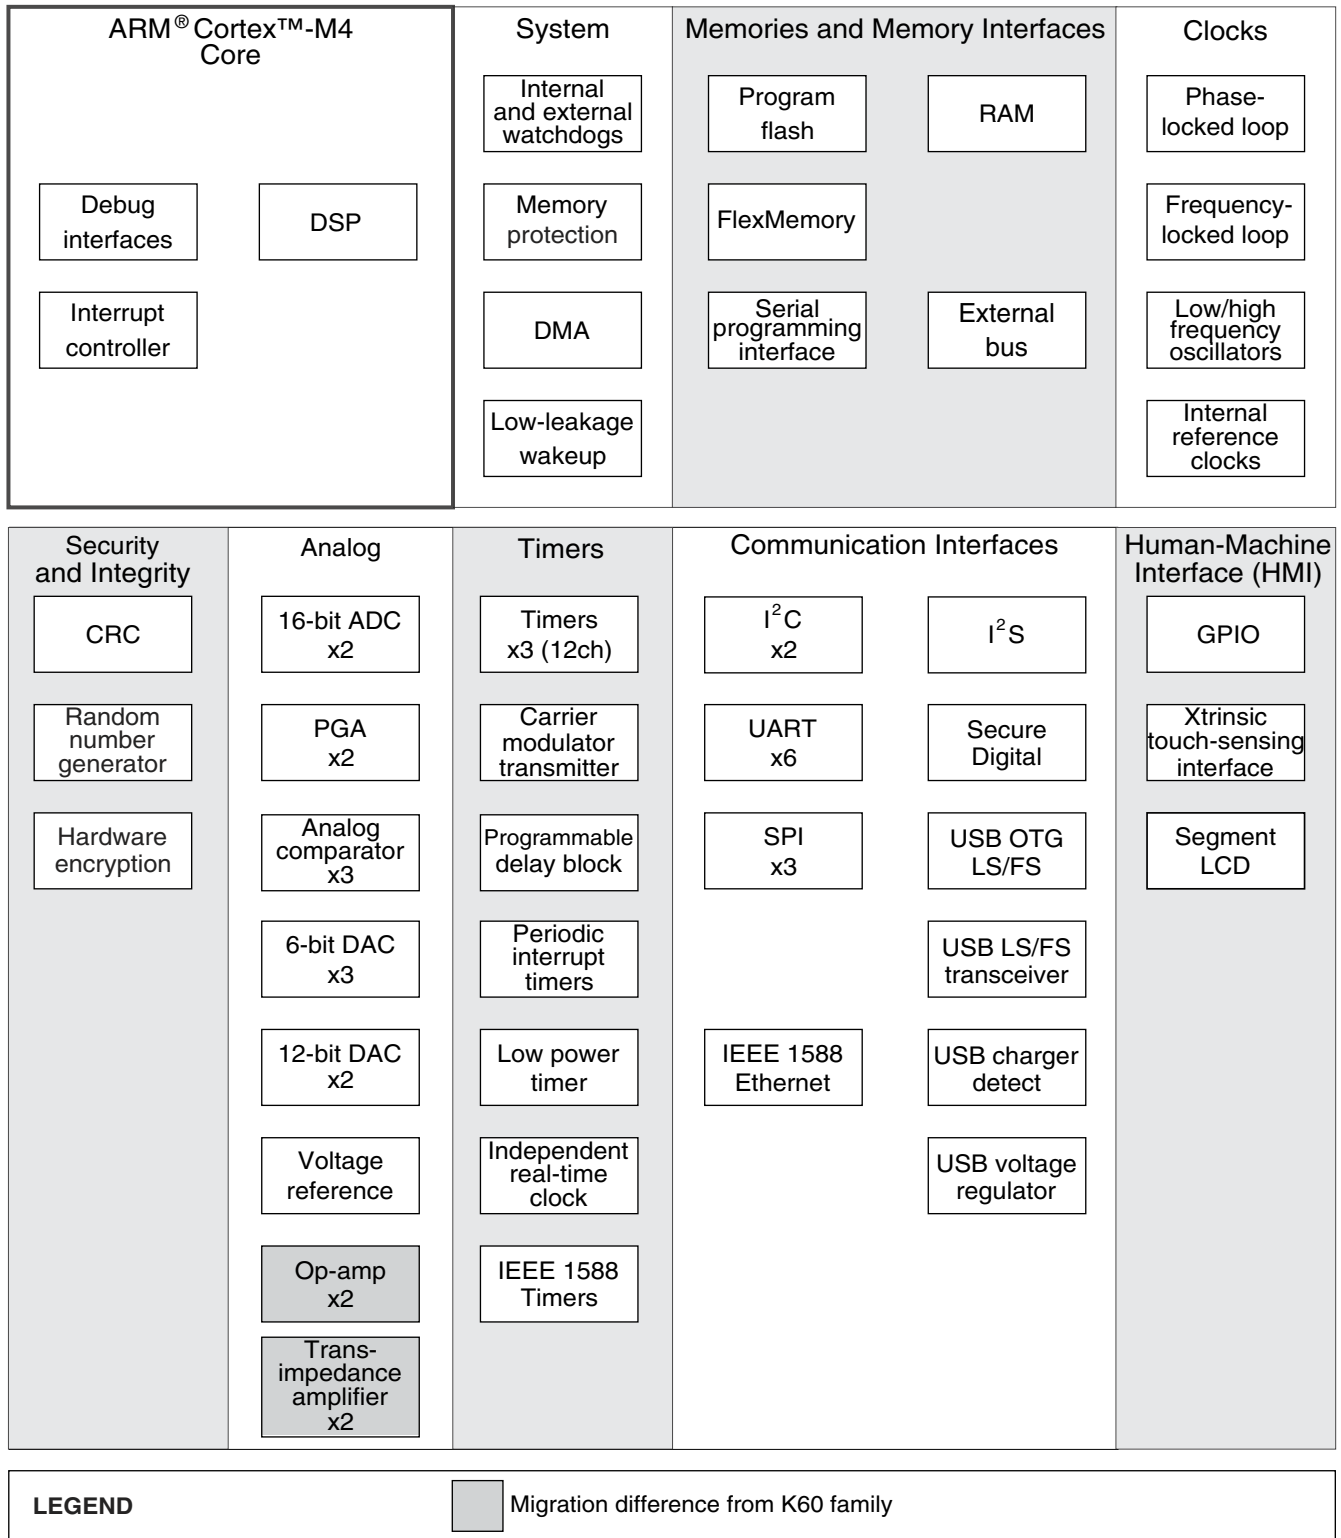 ARM® Cortex™-M4
Core
Debug
interfaces
DSP
Interrupt
controller
System
Internal
and external
watchdogs
Memory
protection
DMA
Low-leakage
wakeup
Memories and Memory Interfaces
Program
flash
RAM
FlexMemory
Serial
programming
interface
External
bus
Clocks
Phase-
locked loop
Frequency-
locked loop
Low/high
frequency
oscillators
Internal
reference
clocks
Security
and Integrity
CRC
Random
number
generator
Hardware
encryption
Analog
16-bit ADC
x2
PGA
x2
Analog
comparator
x3
6-bit DAC
x3
12-bit DAC
x2
Voltage
reference
Op-amp
x2
Trans-
impedance
amplifier
x2
Timers
Timers
x3 (12ch)
Carrier
modulator
transmitter
Programmable
delay block
Periodic
interrupt
timers
Low power
timer
Independent
real-time
clock
IEEE 1588
Timers
Communication Interfaces
I²C
x2
I²S
UART
x6
Secure
Digital
SPI
x3
USB OTG
LS/FS
USB LS/FS
transceiver
IEEE 1588
Ethernet
USB charger
detect
USB voltage
regulator
Human-Machine
Interface (HMI)
GPIO
Xtrinsic
touch-sensing
interface
Segment
LCD
LEGEND
Migration difference from K60 family